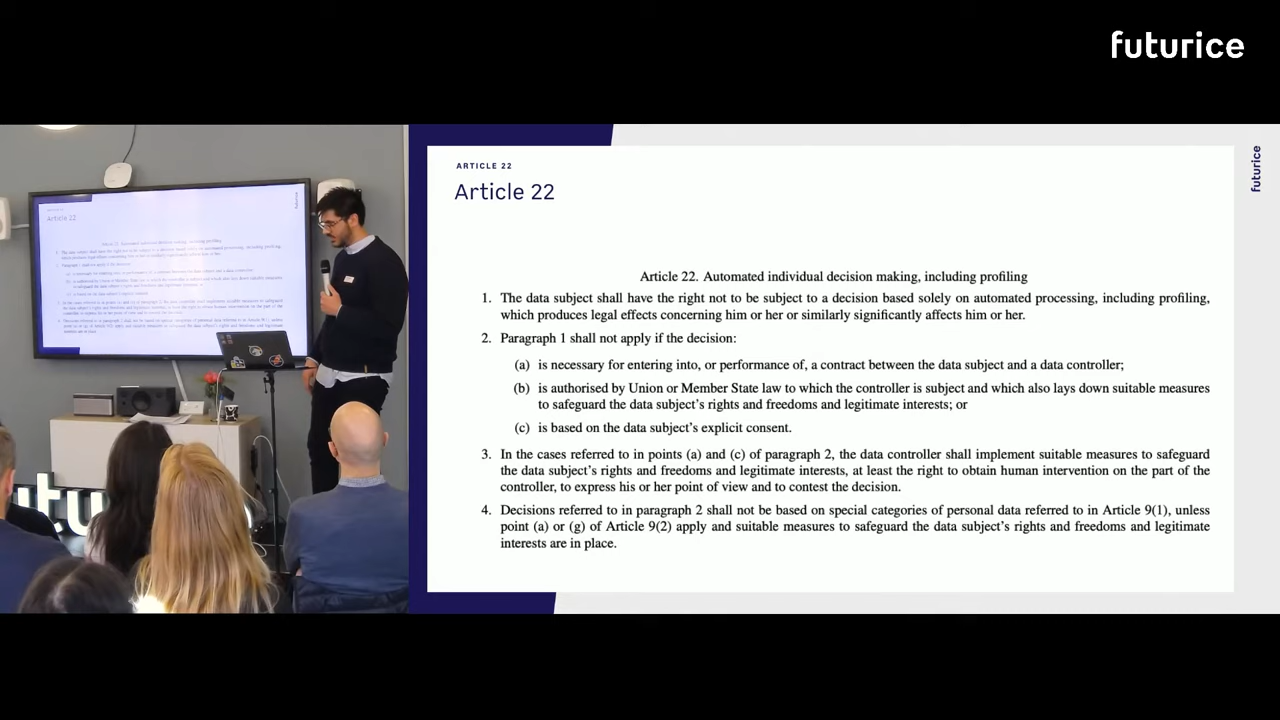 futurice
ARTICLE 22
Article 22
futurice
Article 22. Automated individual decision making, including profiling
1. The data subject shall have the right not to be subject to a decision based solely on automated processing, including profiling,
which produces legal effects concerning him or her or similarly significantly affects him or her.
2. Paragraph 1 shall not apply if the decision:
(a) is necessary for entering into, or performance of, a contract between the data subject and a data controller;
(b) is authorised by Union or Member State law to which the controller is subject and which also lays down suitable measures
to safeguard the data subject's rights and freedoms and legitimate interests; or
(c) is based on the data subject's explicit consent.
3. In the cases referred to in points (a) and (c) of paragraph 2, the data controller shall implement suitable measures to safeguard
the data subject's rights and freedoms and legitimate interests, at least the right to obtain human intervention on the part of the
controller, to express his or her point of view and to contest the decision.
4. Decisions referred to in paragraph 2 shall not be based on special categories of personal data referred to in Article 9(1), unless
point (a) or (g) of Article 9(2) apply and suitable measures to safeguard the data subject's rights and freedoms and legitimate
interests are in place.
Article 22